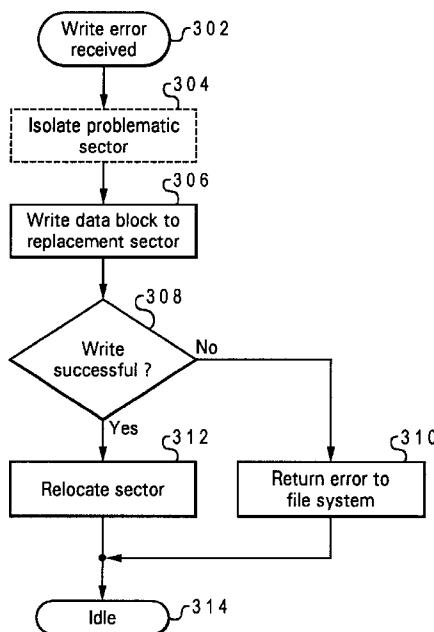 Write error
received
302
304
Isolate problematic
sector
306
Write data block to
replacement sector
308
Write
successful ?
No
Yes
312
Relocate sector
310
Return error to
file system
Idle
314